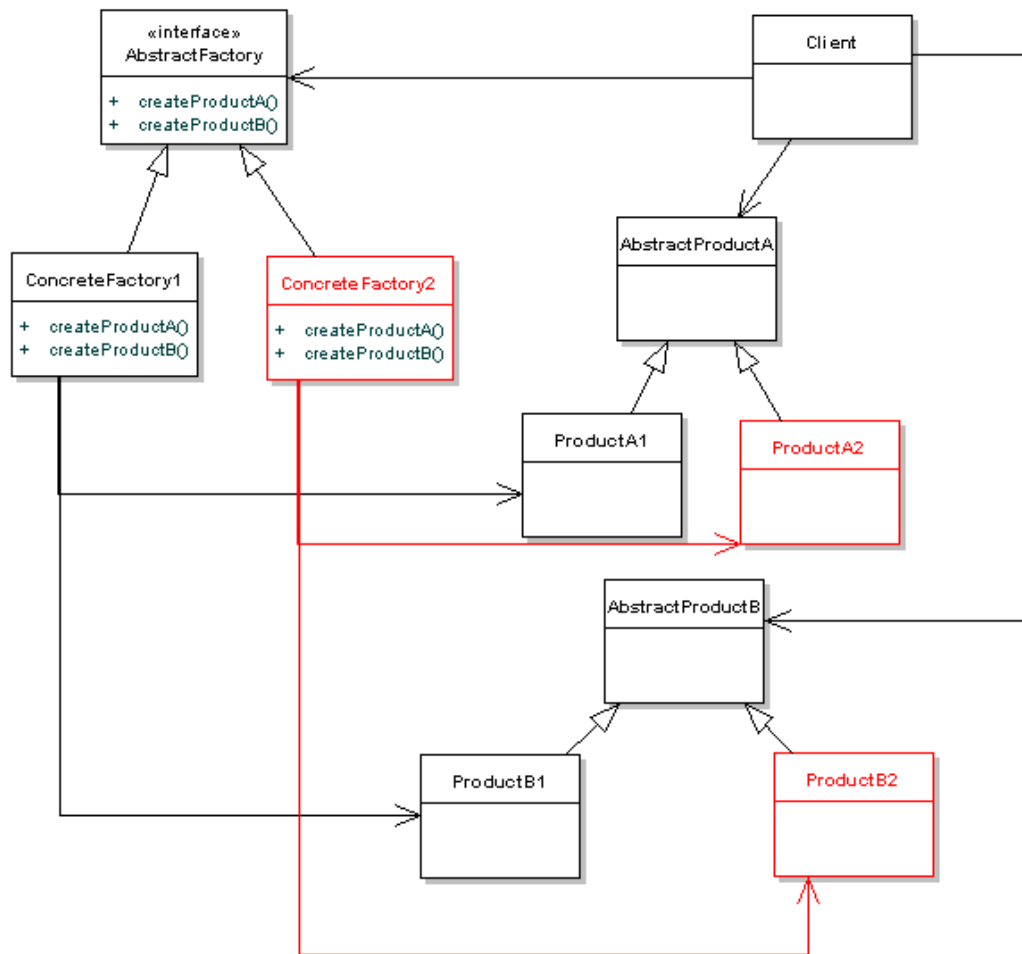 «interface»
AbstractFactory
+ createProductA()
+ createProductB()
Client
AbstractProductA
ConcreteFactory1
+ createProductA()
+ createProductB()
ConcreteFactory2
+ createProductA()
+ createProductB()
ProductA1
ProductA2
AbstractProductB
ProductB1
ProductB2